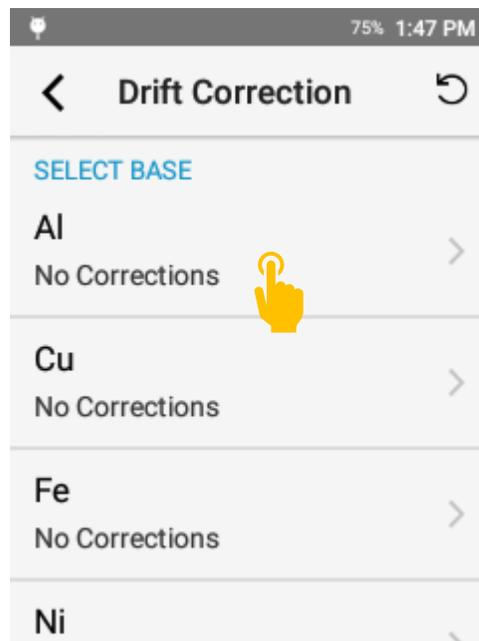 75% 1:47 PM
Drift Correction
SELECT BASE
Al
No Corrections
Cu
No Corrections
Fe
No Corrections
Ni